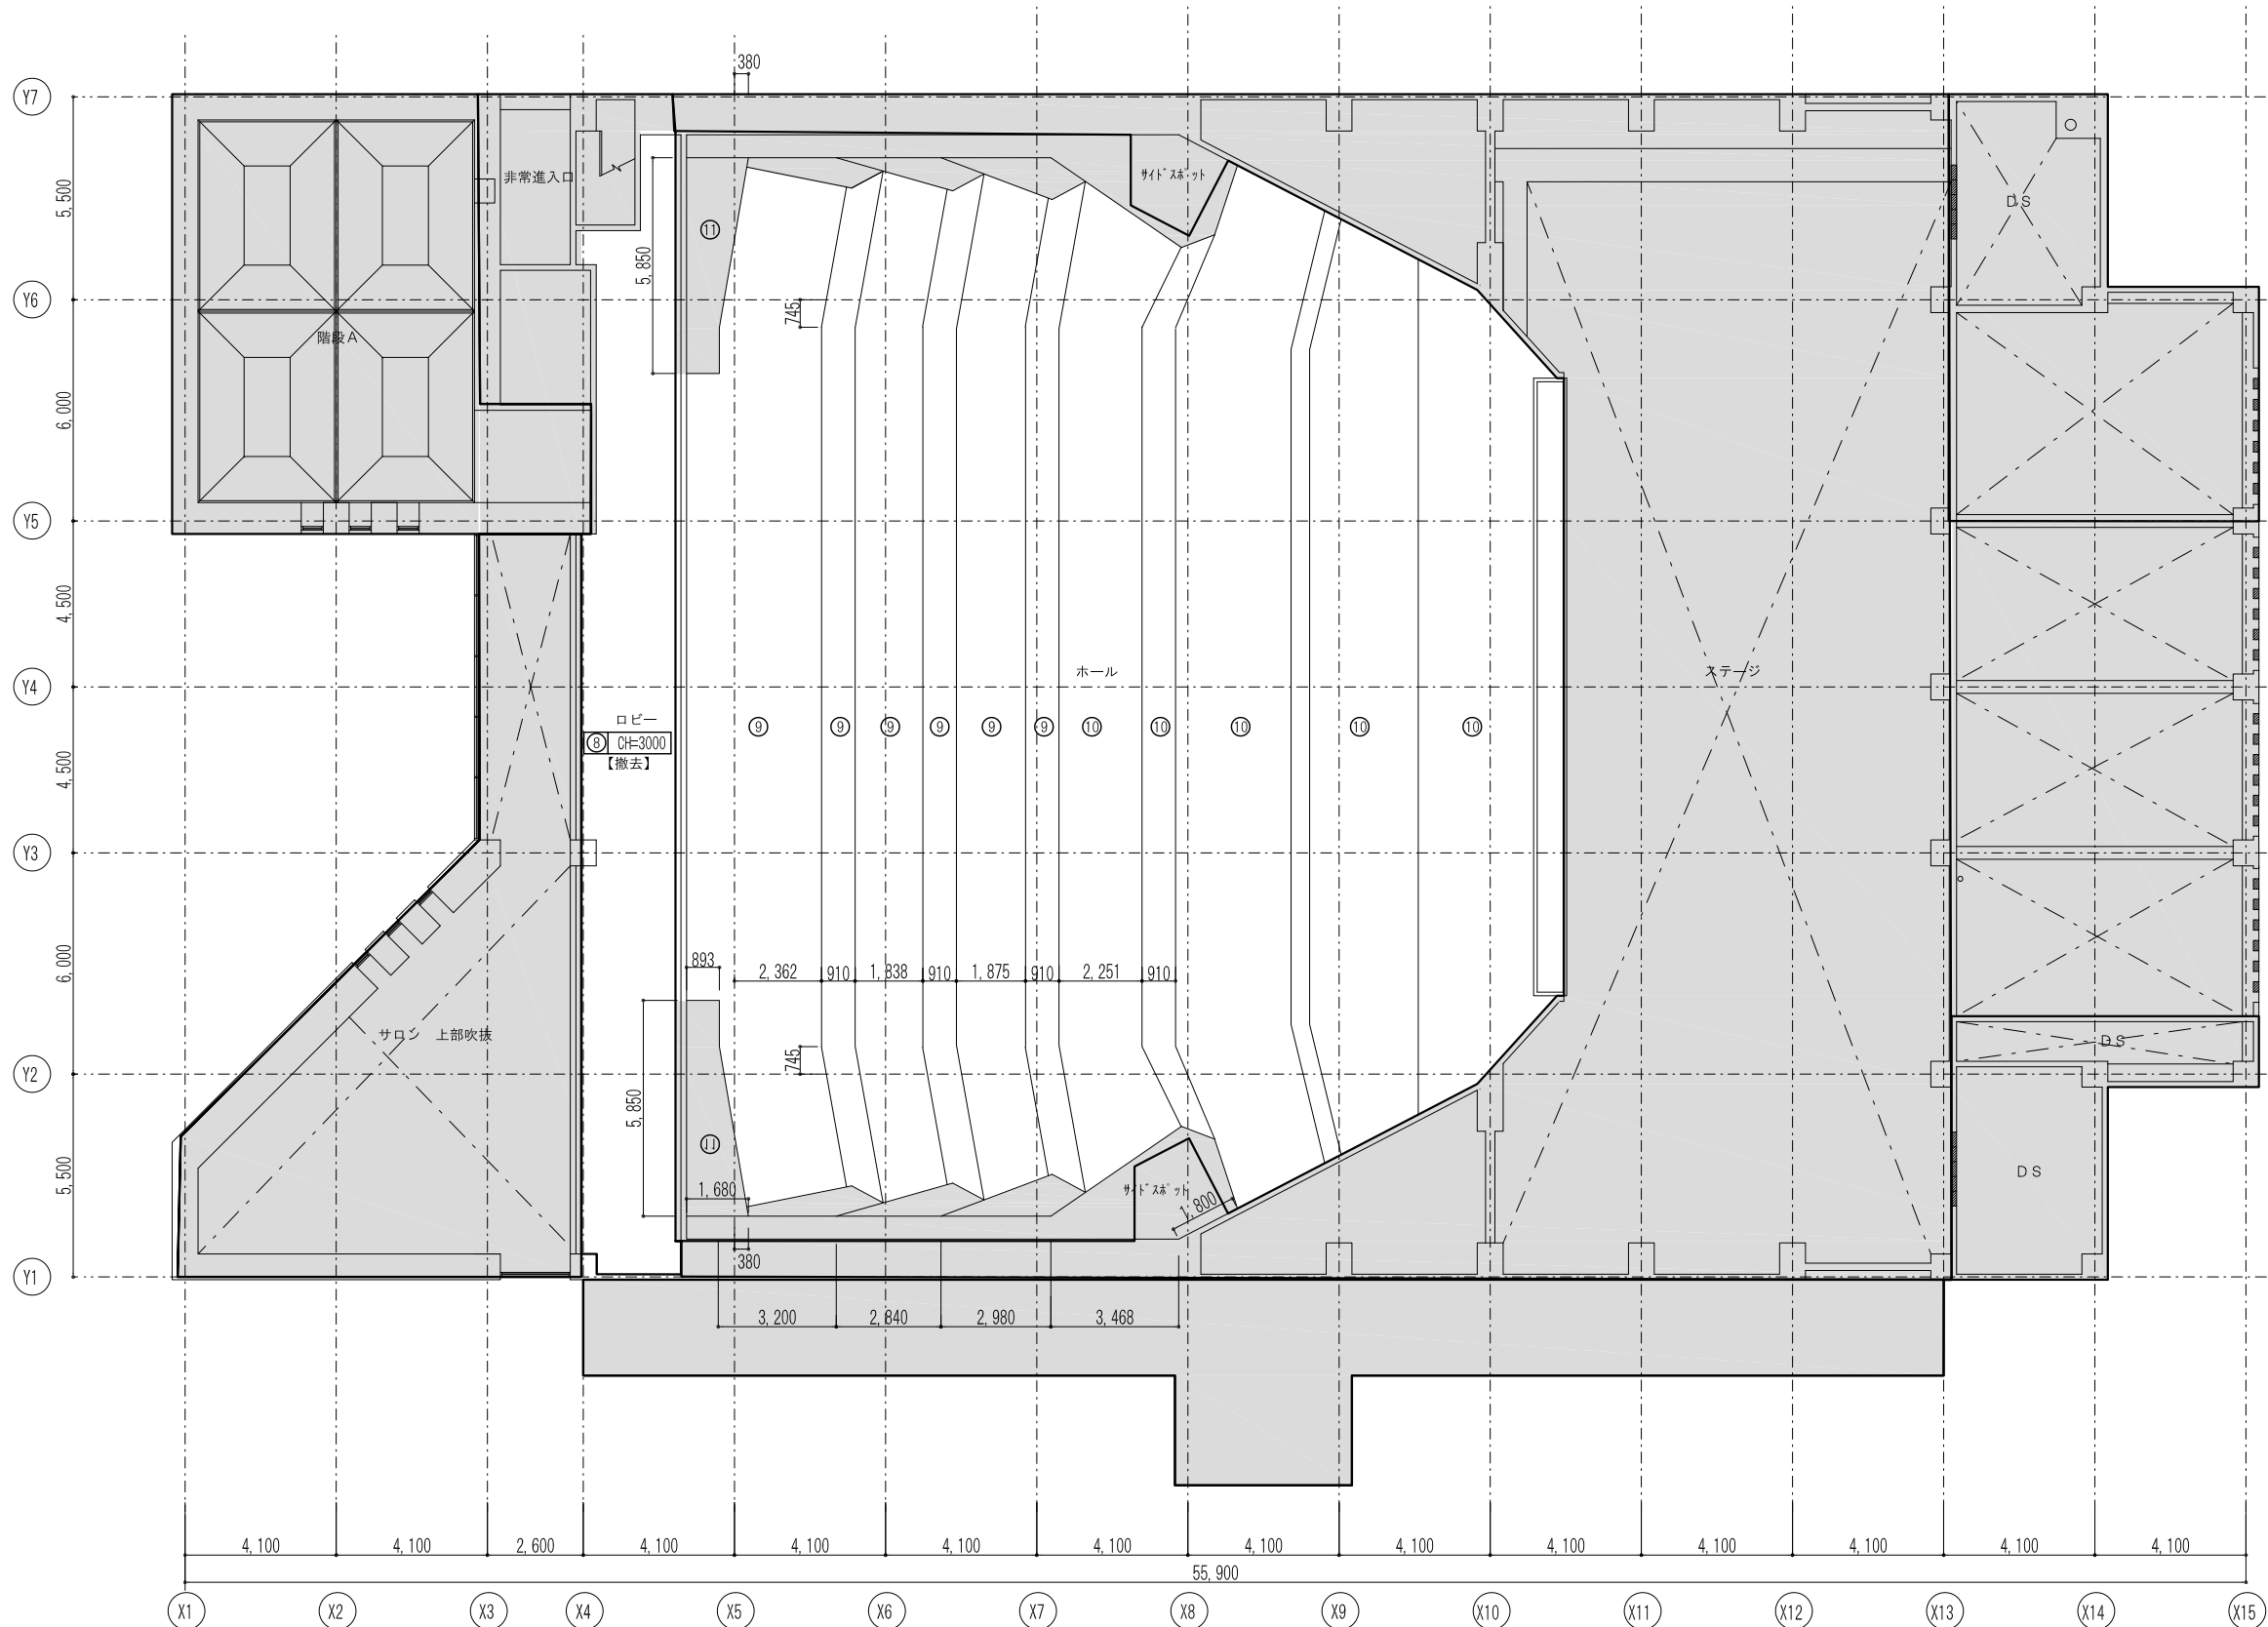 380
Y7
非常進入口
サイドスポット
DS
5,500
⑪
5,850
Y6
745
階段A
6,000
Y5
4,500
ホール
ステージ
Y4
ロビー
⑨ ⑨ ⑨ ⑨ ⑨ ⑨ ⑩ ⑩ ⑩ ⑩ ⑩
⑧ CH=3000
【撤去】
4,500
Y3
893
2,362 910 1,838 910 1,875 910 2,251 910
6,000
サロン 上部吹抜
DS
745
Y2
5,850
⑪
5,500
DS
1,680
サイドスポット
1,800
380
Y1
3,200 2,840 2,980 3,468
4,100 4,100 2,600 4,100 4,100 4,100 4,100 4,100 4,100 4,100 4,100 4,100 4,100 4,100
55,900
X1 X2 X3 X4 X5 X6 X7 X8 X9 X10 X11 X12 X13 X14 X15